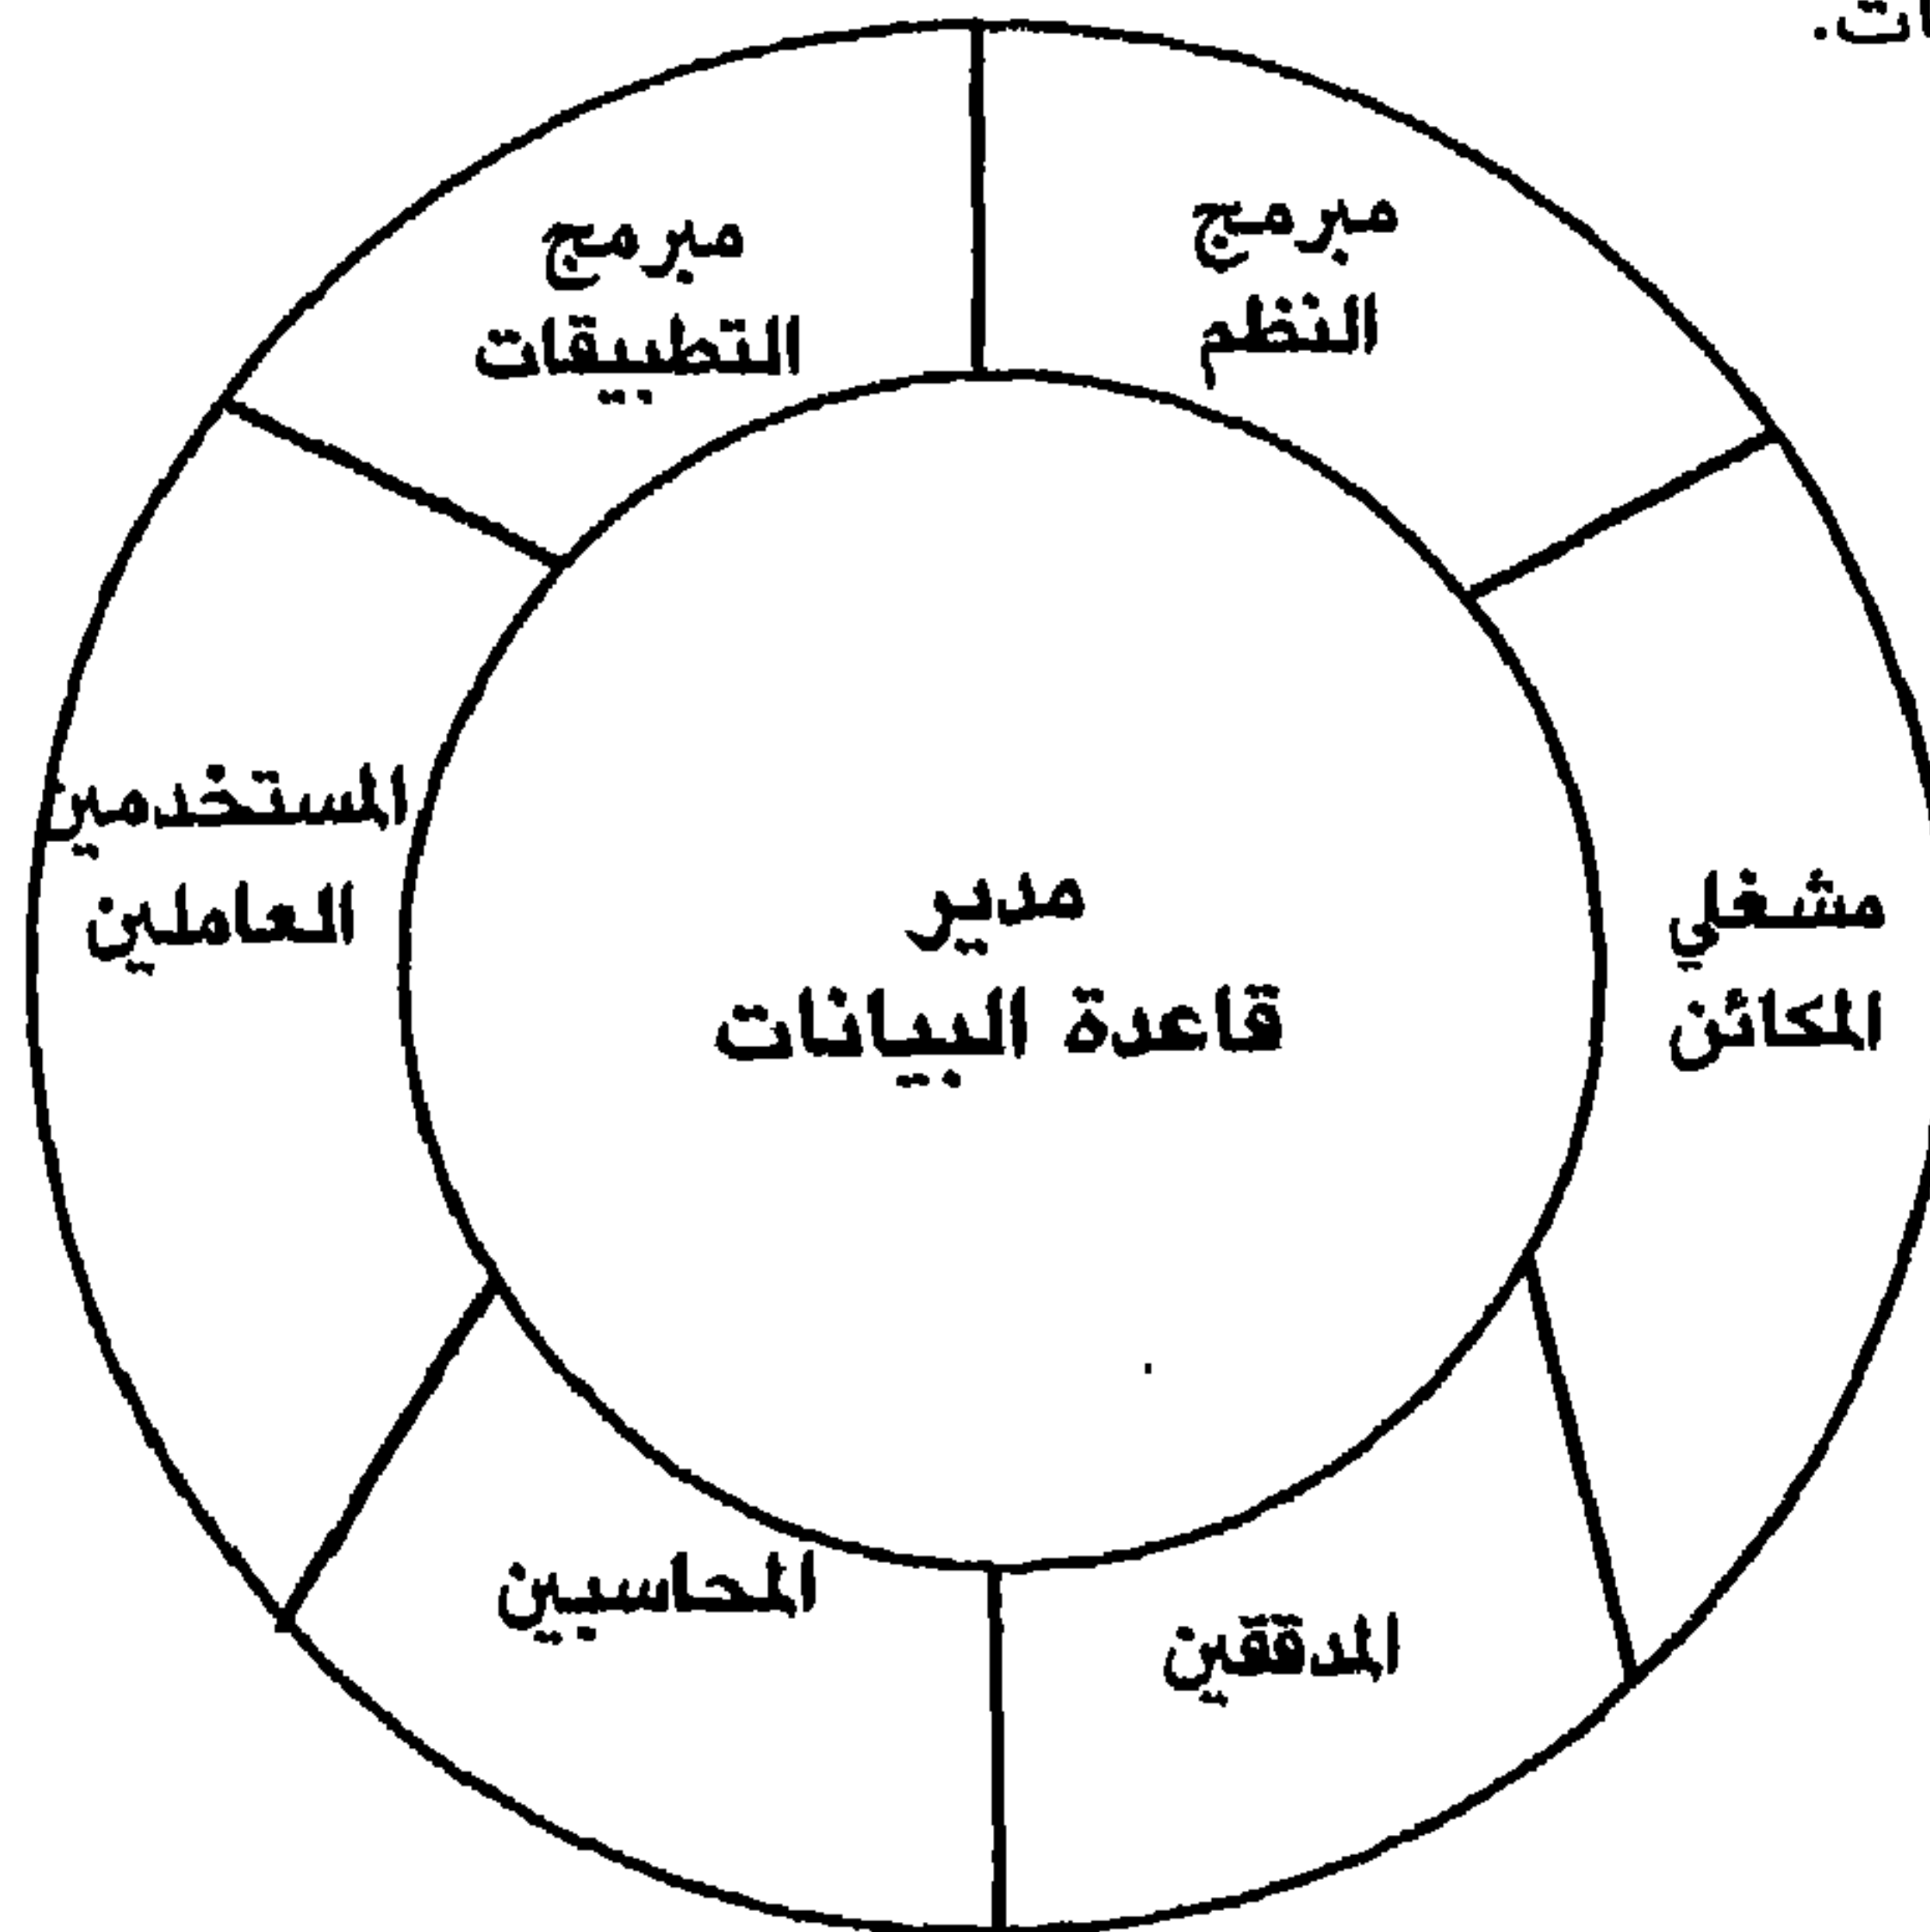 مبرمج
النظم
مبرمج
التطبيقات
مشغلي
المكائن
مدير
قاعدة البيانات
المستخدمين
العاملين
المدققين
المحاسبين